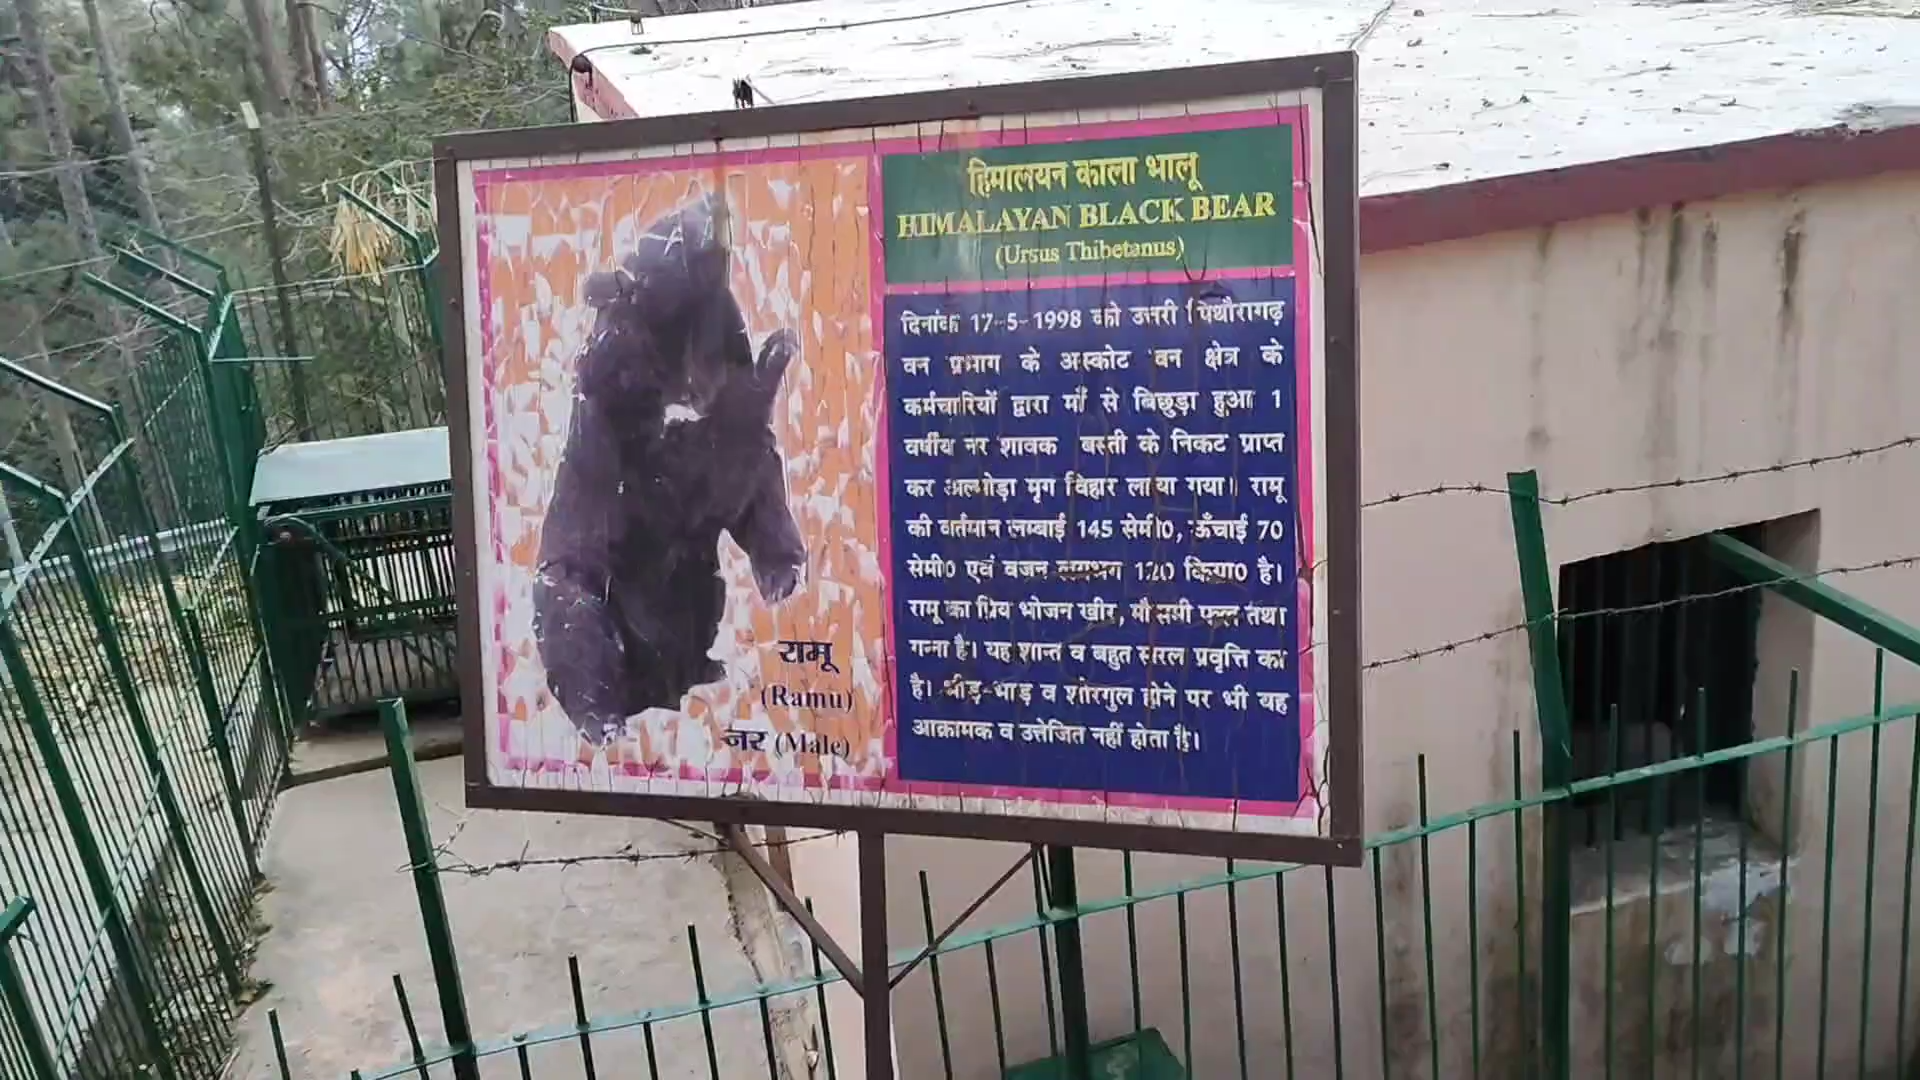 हिमालयन काला भालू
HIMALAYAN BLACK BEAR
(Ursus Thibetanus)
दिनांक 17-5-1998 को उत्तरी पिथौरागढ़
वन प्रभाग के अस्कोट वन क्षेत्र के
कर्मचारियों द्वारा माँ से बिछुड़ा हुआ 1
वर्षीय नर शावक बस्ती के निकट प्राप्त
कर अल्मोड़ा मृग विहार लाया गया। रामू
की वर्तमान लम्बाई 145 सेमी0, ऊँचाई 70
सेमी0 एवं वजन लगभग 120 किग्रा0 है।
रामू का प्रिय भोजन खीर, मौसमी फल तथा
गन्ना है। यह शान्त व बहुत सरल प्रवृत्ति का
है। भीड़-भाड़ व शोरगुल होने पर भी यह
आक्रामक व उत्तेजित नहीं होता है।
रामू
(Ramu)
नर (Male)